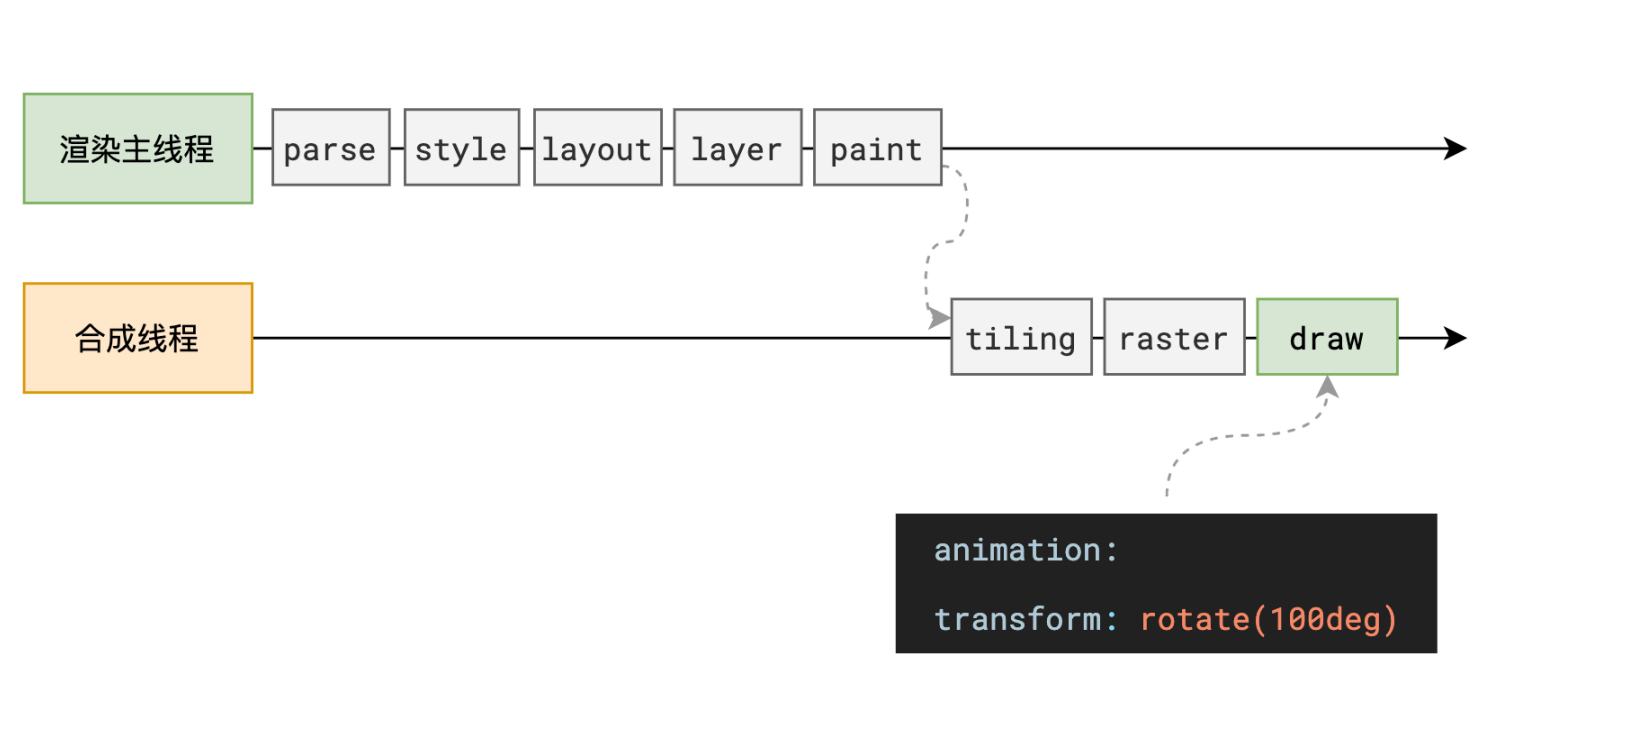 渲染主线程
parse
style
layout
layer
paint
合成线程
tiling
raster
draw
animation:
transform: rotate(100deg)